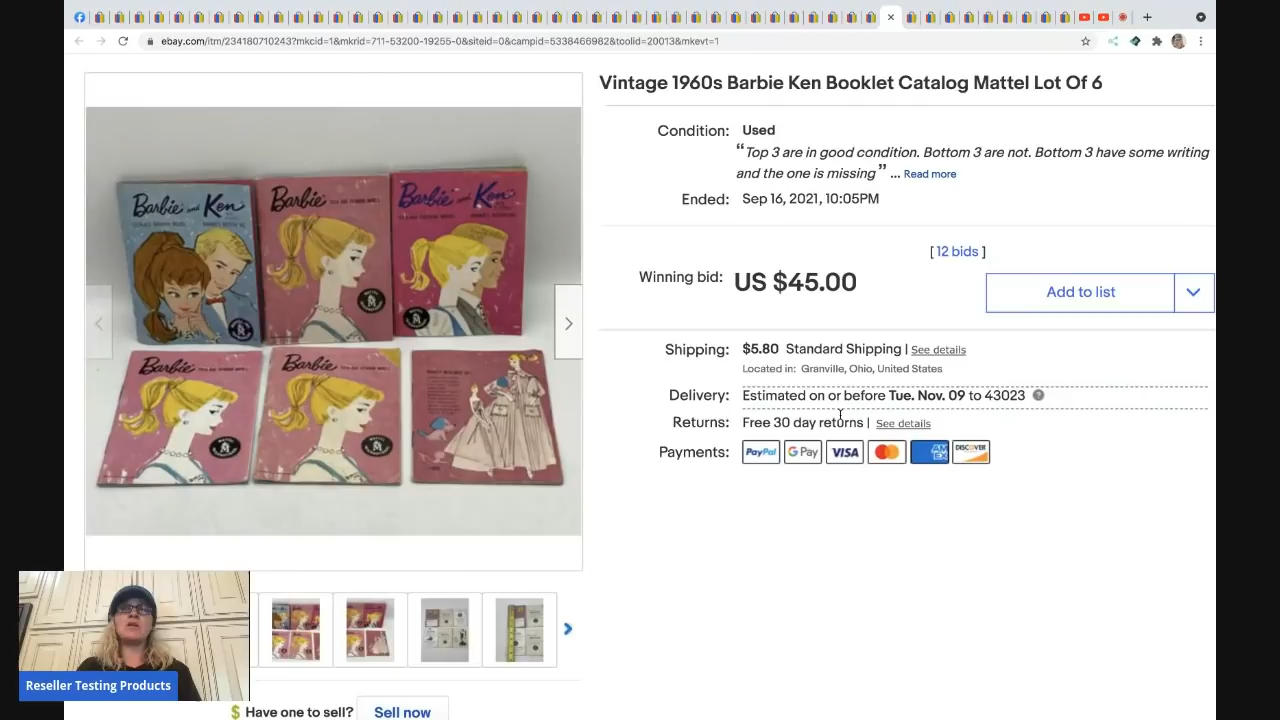 ebay.com/itm/234180710243?mkcid=1&mkrid=711-53200-19255-0&siteid=0&campid=5338466982&toolid=20013&mkevt=1
Vintage 1960s Barbie Ken Booklet Catalog Mattel Lot Of 6
Condition: Used
“Top 3 are in good condition. Bottom 3 are not. Bottom 3 have some writing
and the one is missing” ... Read more
Ended: Sep 16, 2021, 10:05PM
[ 12 bids ]
Winning bid: US $45.00
Add to list
Shipping: $5.80 Standard Shipping | See details
Located in: Granville, Ohio, United States
Delivery: Estimated on or before Tue. Nov. 09 to 43023
Returns: Free 30 day returns | See details
Payments: PayPal G Pay VISA AM EX DISCOVER
Barbie and Ken
Barbie
Barbie and Ken
Barbie
Barbie
Reseller Testing Products
$ Have one to sell? Sell now